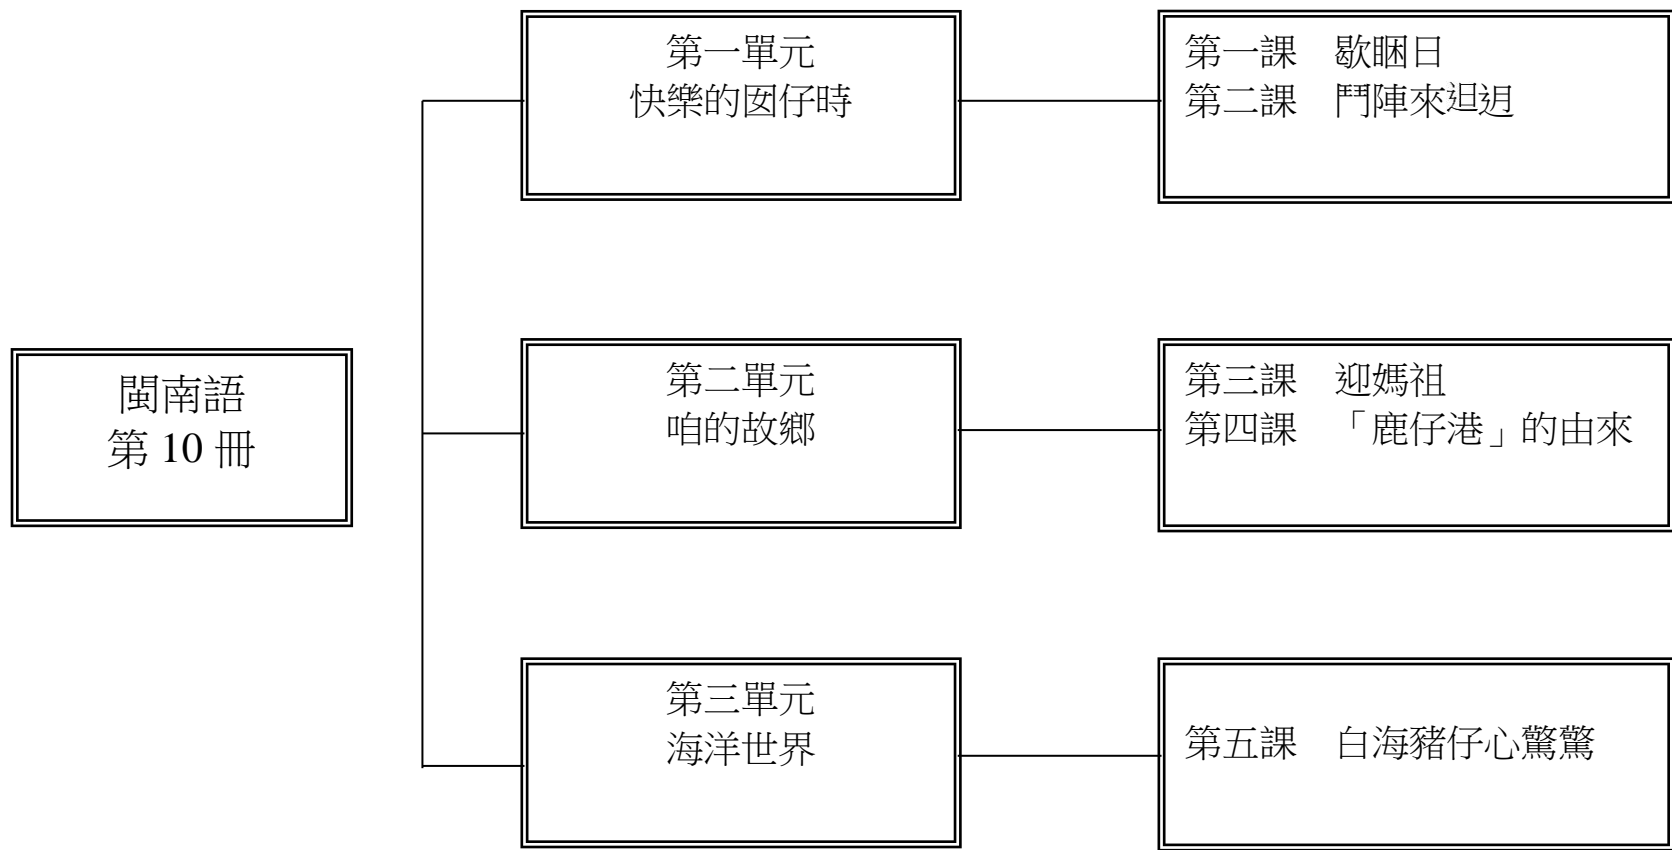 閩南語
第 10 冊
第一單元
快樂的囡仔時
第一課　歇睏日
第二課　鬥陣來𨑨迌
第二單元
咱的故鄉
第三課　迎媽祖
第四課　「鹿仔港」的由來
第三單元
海洋世界
第五課　白海豬仔心驚驚